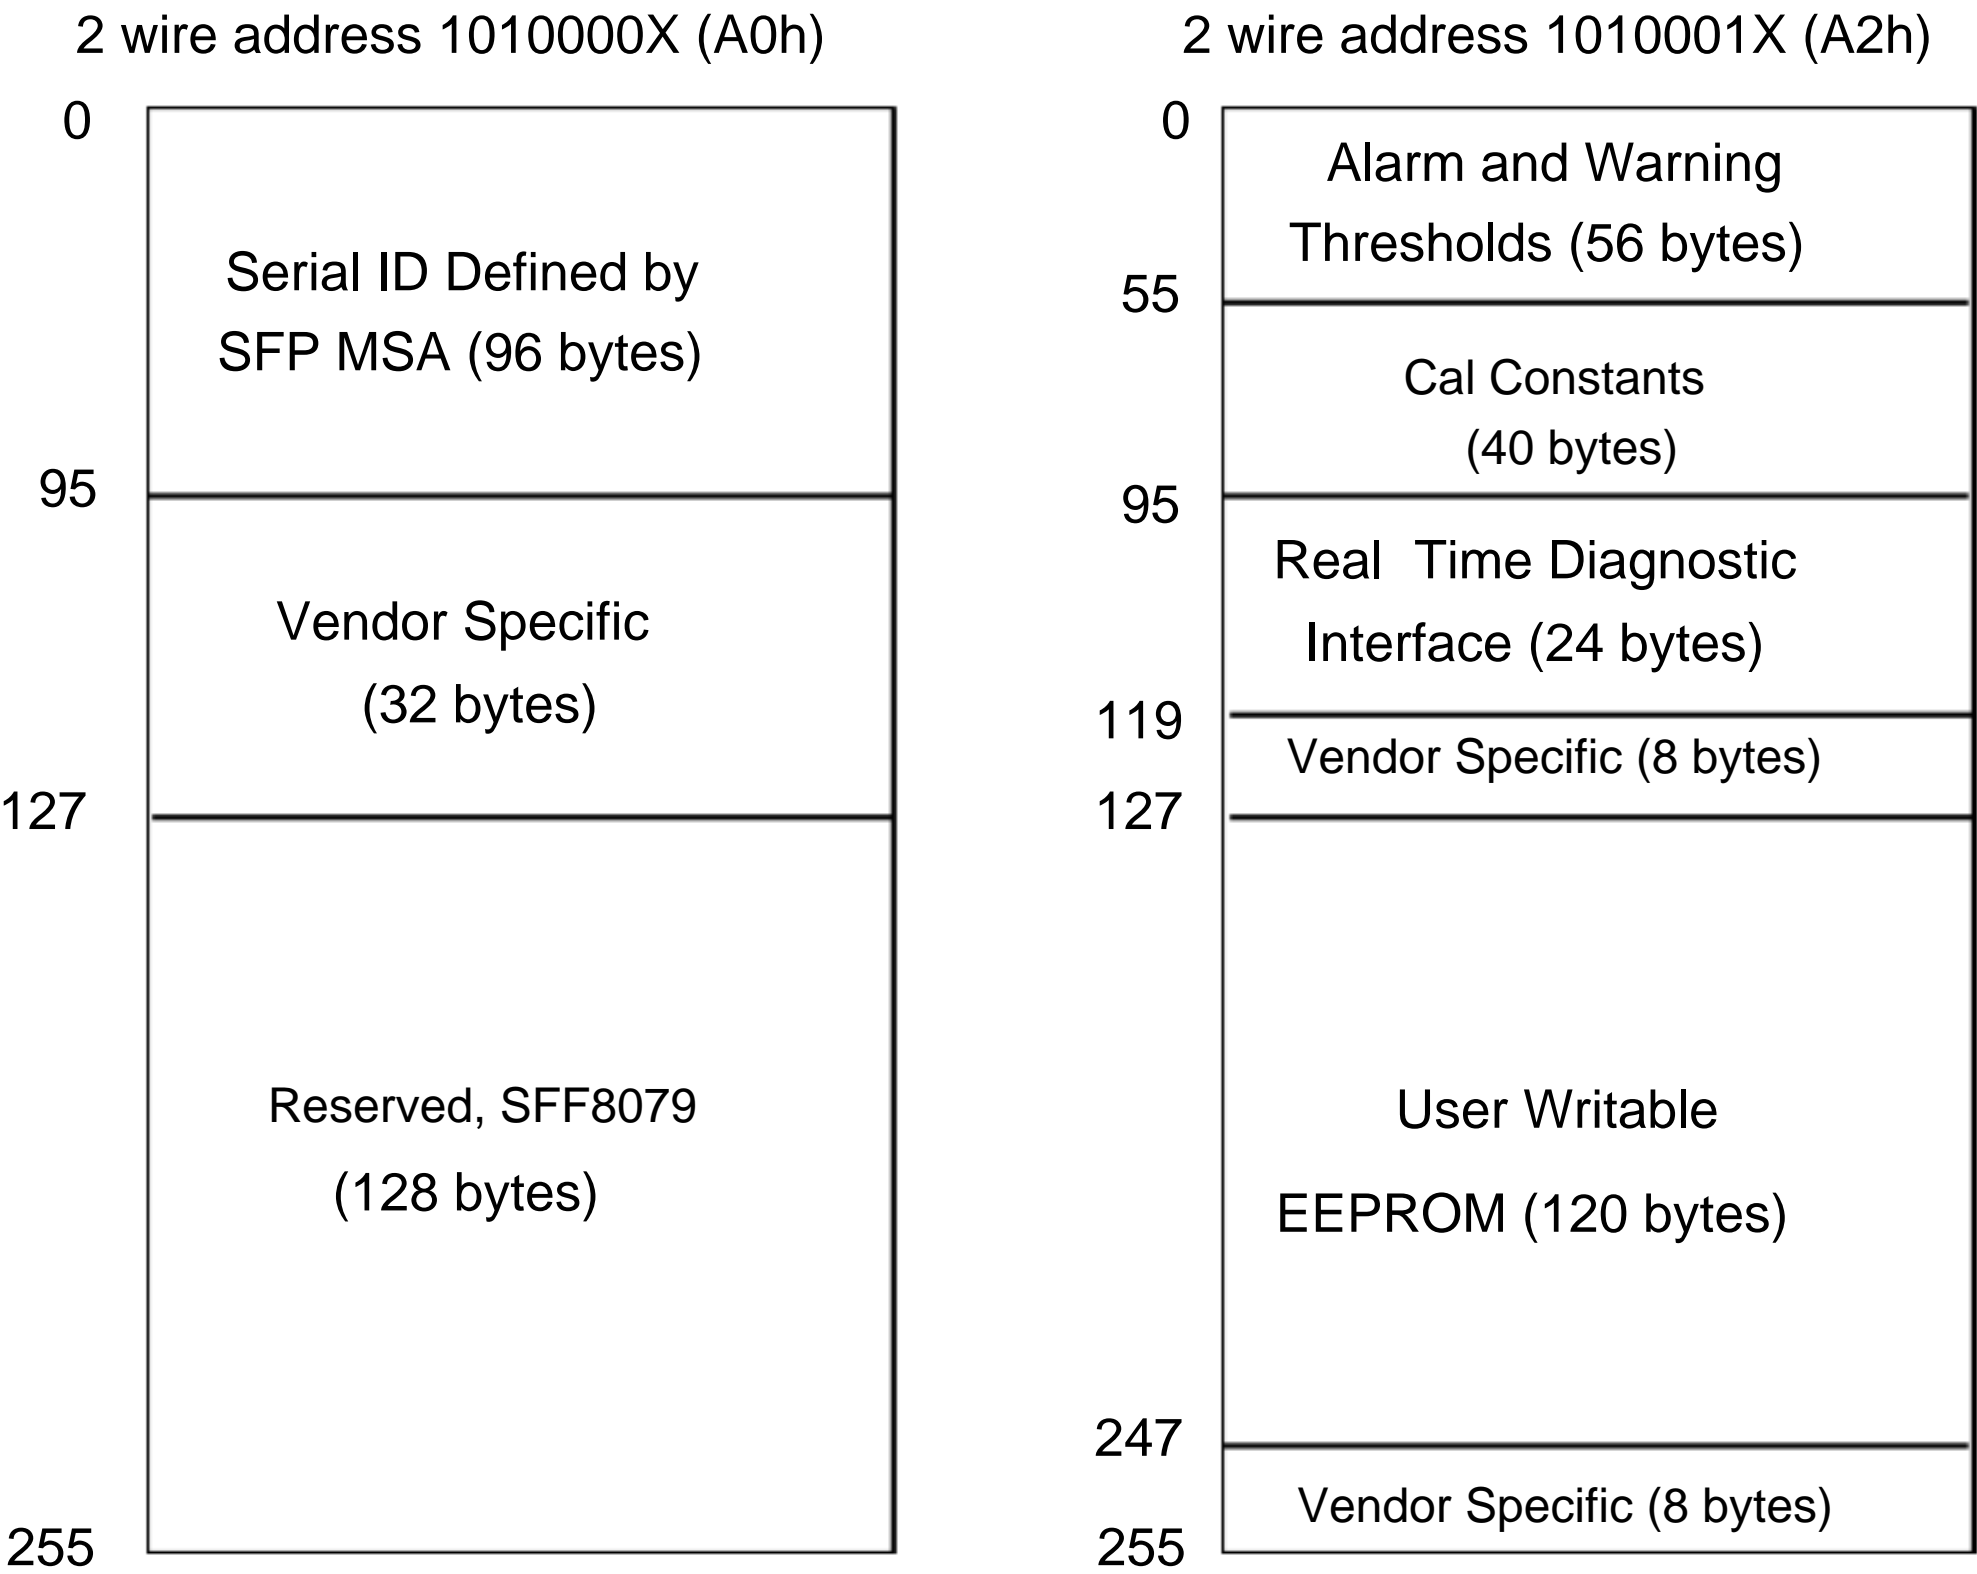 2 wire address 1010000X (A0h)
0
Serial ID Defined by
SFP MSA (96 bytes)
95
Vendor Specific
(32 bytes)
127
Reserved, SFF8079
(128 bytes)
255
2 wire address 1010001X (A2h)
0
Alarm and Warning
Thresholds (56 bytes)
55
Cal Constants
(40 bytes)
95
Real Time Diagnostic
Interface (24 bytes)
119
Vendor Specific (8 bytes)
127
User Writable
EEPROM (120 bytes)
247
Vendor Specific (8 bytes)
255